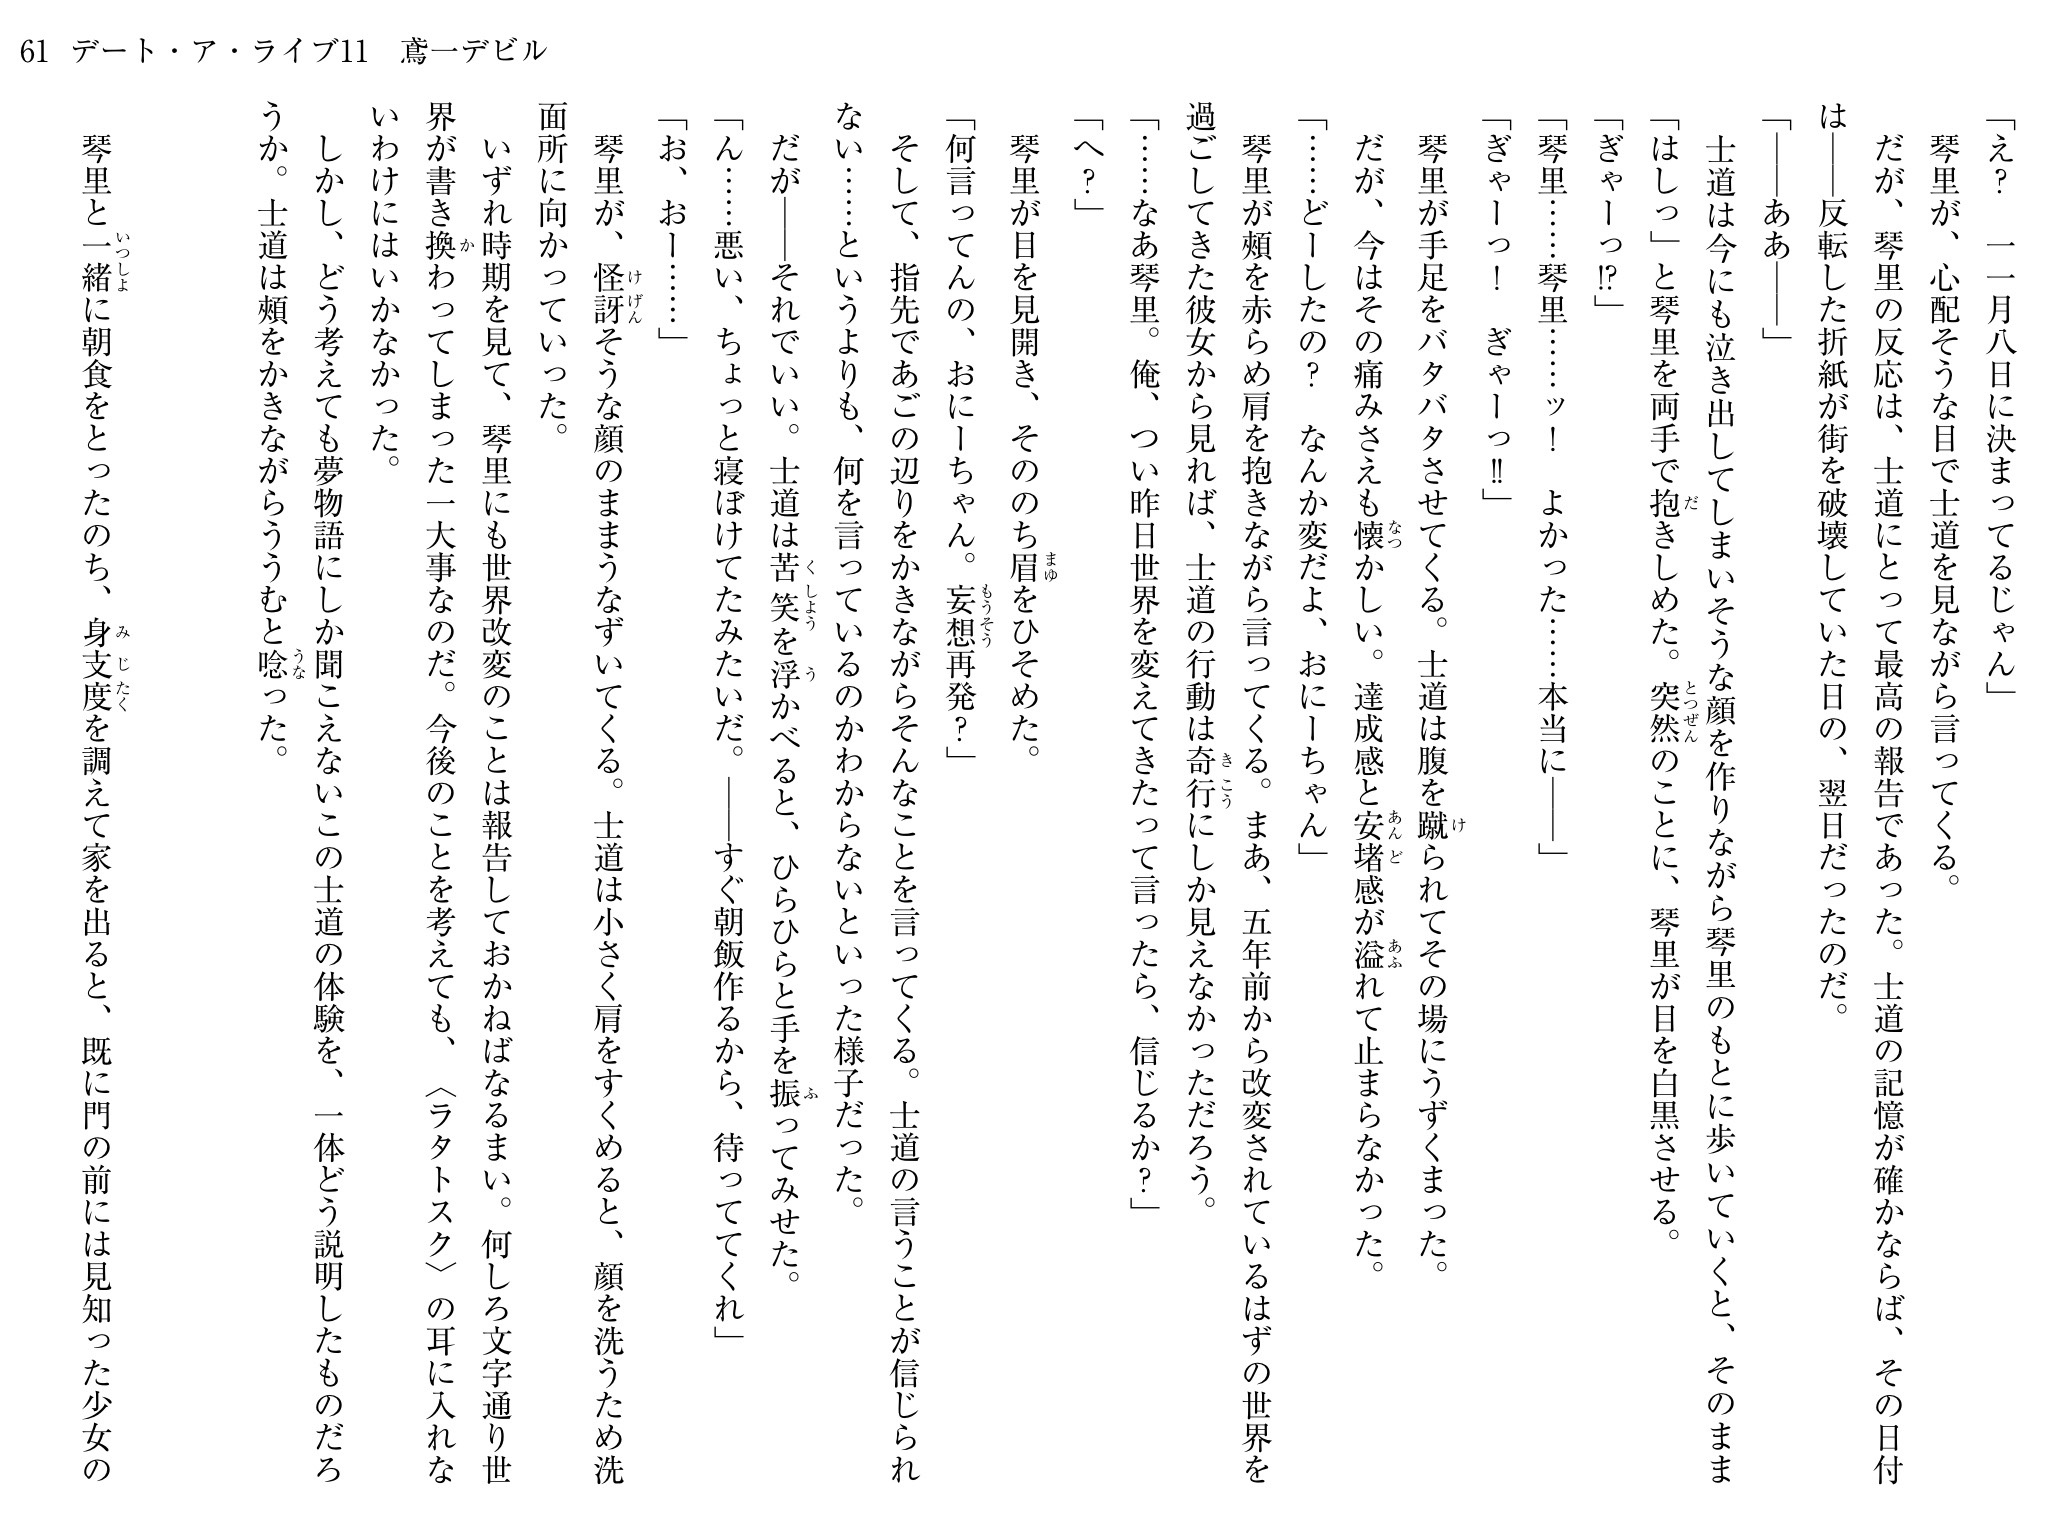 61 デート・ア・ライブ11　鳶一デビル
「え？　一一月八日に決まってるじゃん」
　琴里が、心配そうな目で士道を見ながら言ってくる。
　だが、琴里の反応は、士道にとって最高の報告であった。士道の記憶が確かならば、その日付
は――反転した折紙が街を破壊していた日の、翌日だったのだ。
「――ああ――」
　士道は今にも泣き出してしまいそうな顔を作りながら琴里のもとに歩いていくと、そのまま
「はしっ」と琴里を両手で抱きしめた。突然のことに、琴里が目を白黒させる。
「ぎゃーっ!?」
「琴里……琴里……ッ！　よかった……本当に――」
「ぎゃーっ！　ぎゃーっ!!」
　琴里が手足をバタバタさせてくる。士道は腹を蹴られてその場にうずくまった。
　だが、今はその痛みさえも懐かしい。達成感と安堵感が溢れて止まらなかった。
「……どーしたの？　なんか変だよ、おにーちゃん」
　琴里が頰を赤らめ肩を抱きながら言ってくる。まあ、五年前から改変されているはずの世界を
過ごしてきた彼女から見れば、士道の行動は奇行にしか見えなかっただろう。
「……なあ琴里。俺、つい昨日世界を変えてきたって言ったら、信じるか？」
「へ？」
　琴里が目を見開き、そののち眉をひそめた。
「何言ってんの、おにーちゃん。妄想再発？」
　そして、指先であごの辺りをかきながらそんなことを言ってくる。士道の言うことが信じられ
ない……というよりも、何を言っているのかわからないといった様子だった。
　だが――それでいい。士道は苦笑を浮かべると、ひらひらと手を振ってみせた。
「ん……悪い、ちょっと寝ぼけてたみたいだ。――すぐ朝飯作るから、待っててくれ」
「お、おー……」
　琴里が、怪訝そうな顔のままうなずいてくる。士道は小さく肩をすくめると、顔を洗うため洗
面所に向かっていった。
　いずれ時期を見て、琴里にも世界改変のことは報告しておかねばなるまい。何しろ文字通り世
界が書き換わってしまった一大事なのだ。今後のことを考えても、〈ラタトスク〉の耳に入れな
いわけにはいかなかった。
　しかし、どう考えても夢物語にしか聞こえないこの士道の体験を、一体どう説明したものだろ
うか。士道は頰をかきながらううむと唸った。
　琴里と一緒に朝食をとったのち、身支度を調えて家を出ると、既に門の前には見知った少女の